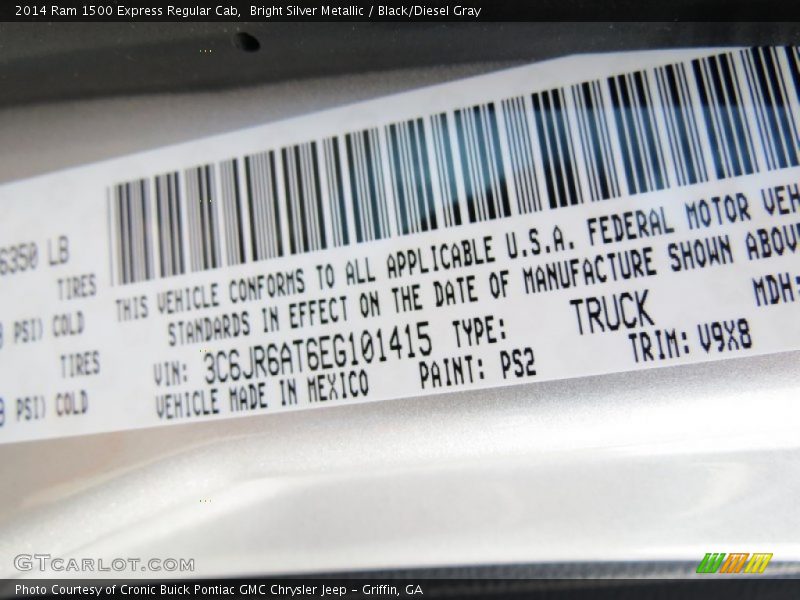 2014 Ram 1500 Express Regular Cab,  Bright Silver Metallic / Black/Diesel Gray
6350 LB
TIRES
PSI) COLD
TIRES
PSI) COLD
THIS VEHICLE CONFORMS TO ALL APPLICABLE U.S.A. FEDERAL MOTOR VEH
STANDARDS IN EFFECT ON THE DATE OF MANUFACTURE SHOWN ABOV
VIN: 3C6JR6AT6EG101415 TYPE: TRUCK MDH:
VEHICLE MADE IN MEXICO PAINT: PS2 TRIM: V9X8
GTCARLOT.COM
Photo Courtesy of Cronic Buick Pontiac GMC Chrysler Jeep – Griffin, GA